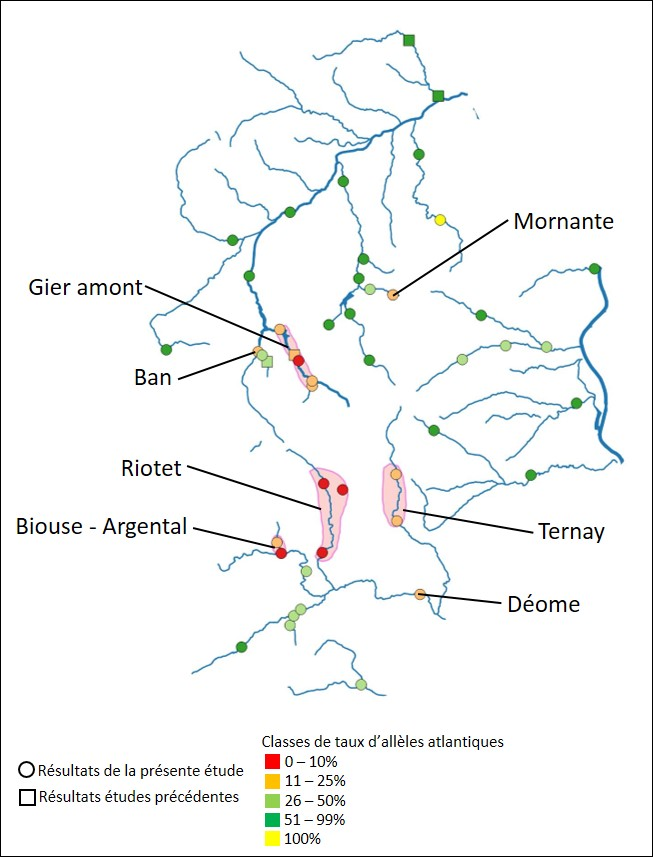 Mornante
Gier amont
Ban
Riotet
Biouse - Argental
Ternay
Déome
Classes de taux d'allèles atlantiques
0 – 10%
11 – 25%
26 – 50%
51 – 99%
100%
Résultats de la présente étude
Résultats études précédentes